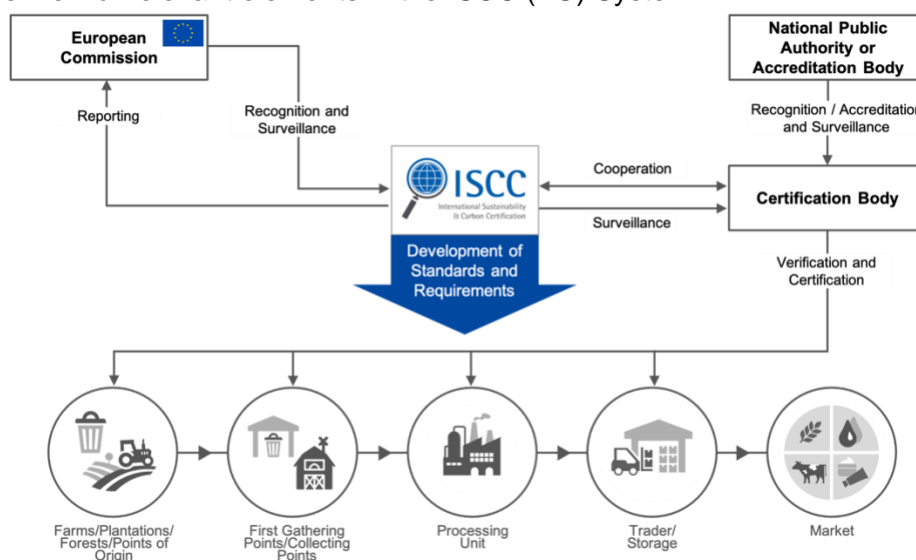 European
Commission
National Public
Authority or
Accreditation Body
Reporting
Recognition and
Surveillance
Recognition / Accreditation
and Surveillance
ISCC
International Sustainability
& Carbon Certification
Cooperation
Surveillance
Certification Body
Development of
Standards and
Requirements
Verification and
Certification
Farms/Plantations/
Forests/Points of
Origin
First Gathering
Points/Collecting
Points
Processing
Unit
Trader/
Storage
Market